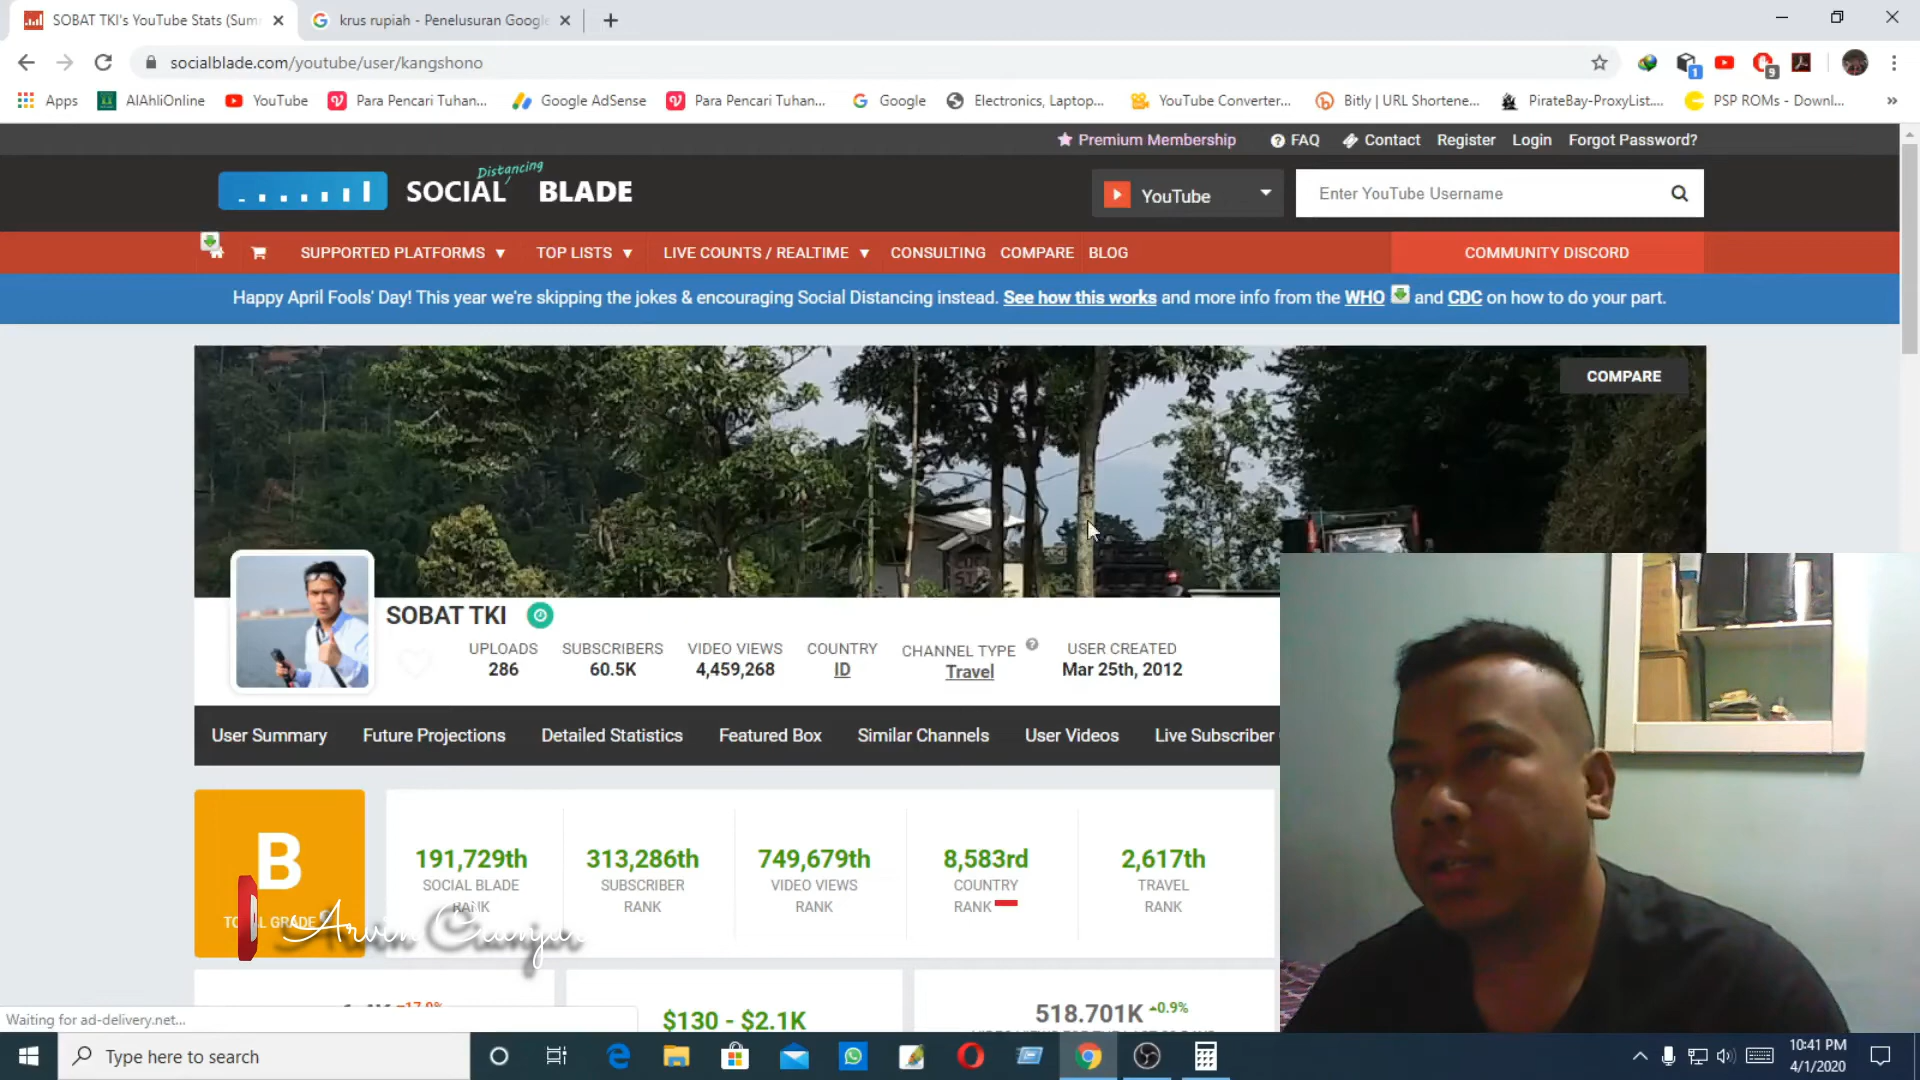 SOBAT TKI's YouTube Stats (Sum
krus rupiah - Penelusuran Google
socialblade.com/youtube/user/kangshono
1
9
Apps
AlAhliOnline
YouTube
Para Pencari Tuhan...
Google AdSense
Para Pencari Tuhan...
Google
Electronics, Laptop...
YouTube Converter...
Bitly | URL Shortene...
PirateBay-ProxyList....
PSP ROMs - Downl...
Premium Membership
FAQ
Contact
Register
Login
Forgot Password?
Distancing
SOCIAL BLADE
YouTube
Enter YouTube Username
SUPPORTED PLATFORMS
TOP LISTS
LIVE COUNTS / REALTIME
CONSULTING
COMPARE
BLOG
COMMUNITY DISCORD
Happy April Fools' Day! This year we're skipping the jokes & encouraging Social Distancing instead. See how this works and more info from the WHO and CDC on how to do your part.
COMPARE
SOBAT TKI
UPLOADS
286
SUBSCRIBERS
60.5K
VIDEO VIEWS
4,459,268
COUNTRY
ID
CHANNEL TYPE
Travel
USER CREATED
Mar 25th, 2012
User Summary
Future Projections
Detailed Statistics
Featured Box
Similar Channels
User Videos
Live Subscriber
B
191,729th
SOCIAL BLADE
RANK
313,286th
SUBSCRIBER
RANK
749,679th
VIDEO VIEWS
RANK
8,583rd
COUNTRY
RANK
2,617th
TRAVEL
RANK
Arvin
$130 - $2.1K
518.701K
0.9%
Waiting for ad-delivery.net...
Type here to search
10:41 PM
4/1/2020